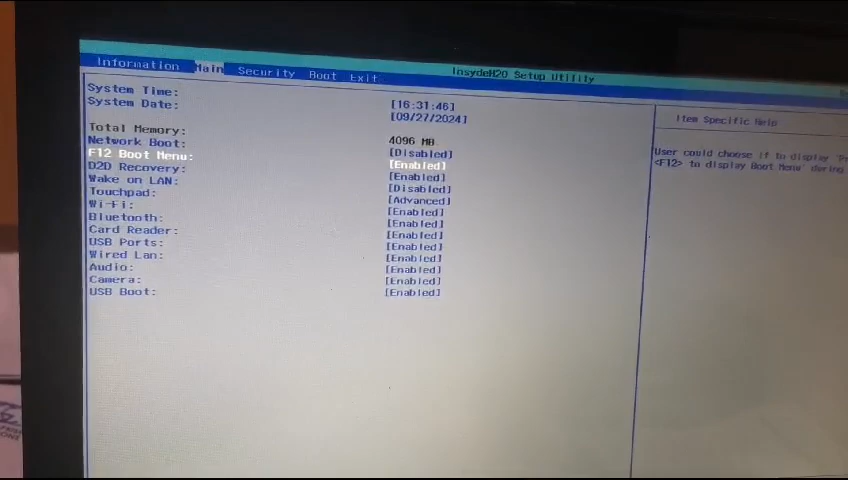 InsydeH2O Setup Utility
Information Main Security Boot Exit
System Time: [16:31:46]
System Date: [09/27/2024]
Total Memory: 4096 MB
Network Boot: [Disabled]
F12 Boot Menu: [Enabled]
D2D Recovery: [Enabled]
Wake on LAN: [Disabled]
Touchpad: [Advanced]
Wi-Fi: [Enabled]
Bluetooth: [Enabled]
Card Reader: [Enabled]
USB Ports: [Enabled]
Wired Lan: [Enabled]
Audio: [Enabled]
Camera: [Enabled]
USB Boot: [Enabled]
Item Specific Help
User could choose if to display
<F12> to display Boot Menu" during